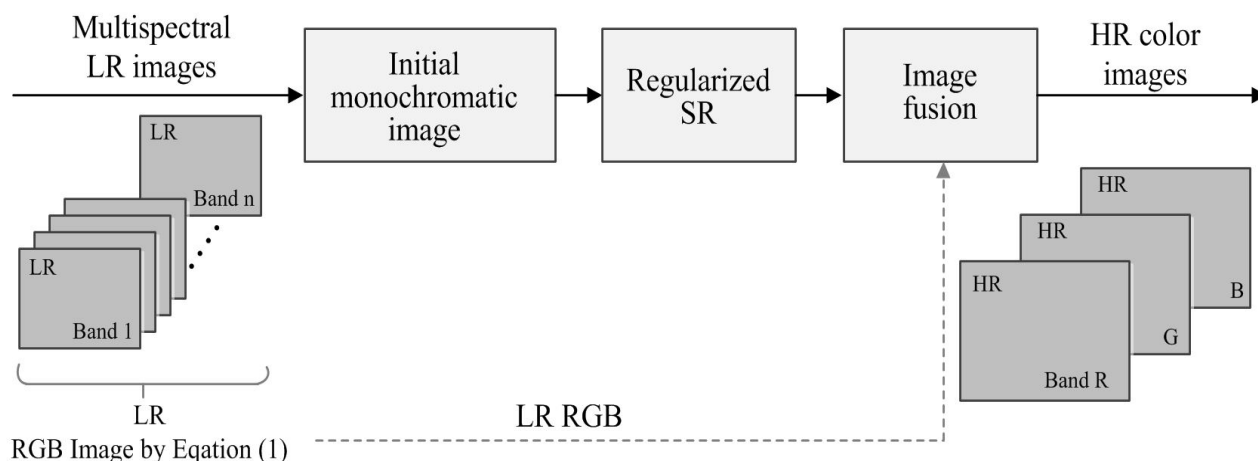 Multispectral
LR images
Initial
monochromatic
image
Regularized
SR
Image
fusion
HR color
images
LR
Band n
LR
Band 1
HR
B
HR
G
HR
Band R
LR
RGB Image by Eqation (1)
LR RGB